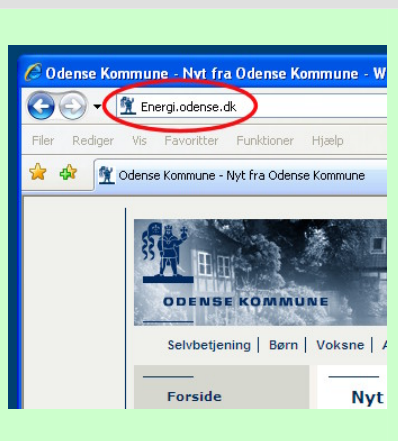 Odense Kommune - Nyt fra Odense Kommune - W
Energi.odense.dk
Filer Rediger Vis Favoritter Funktioner Hjælp
Odense Kommune - Nyt fra Odense Kommune
ODENSE KOMMUNE
Selvbetjening | Børn | Voksne | A
Forside Nyt